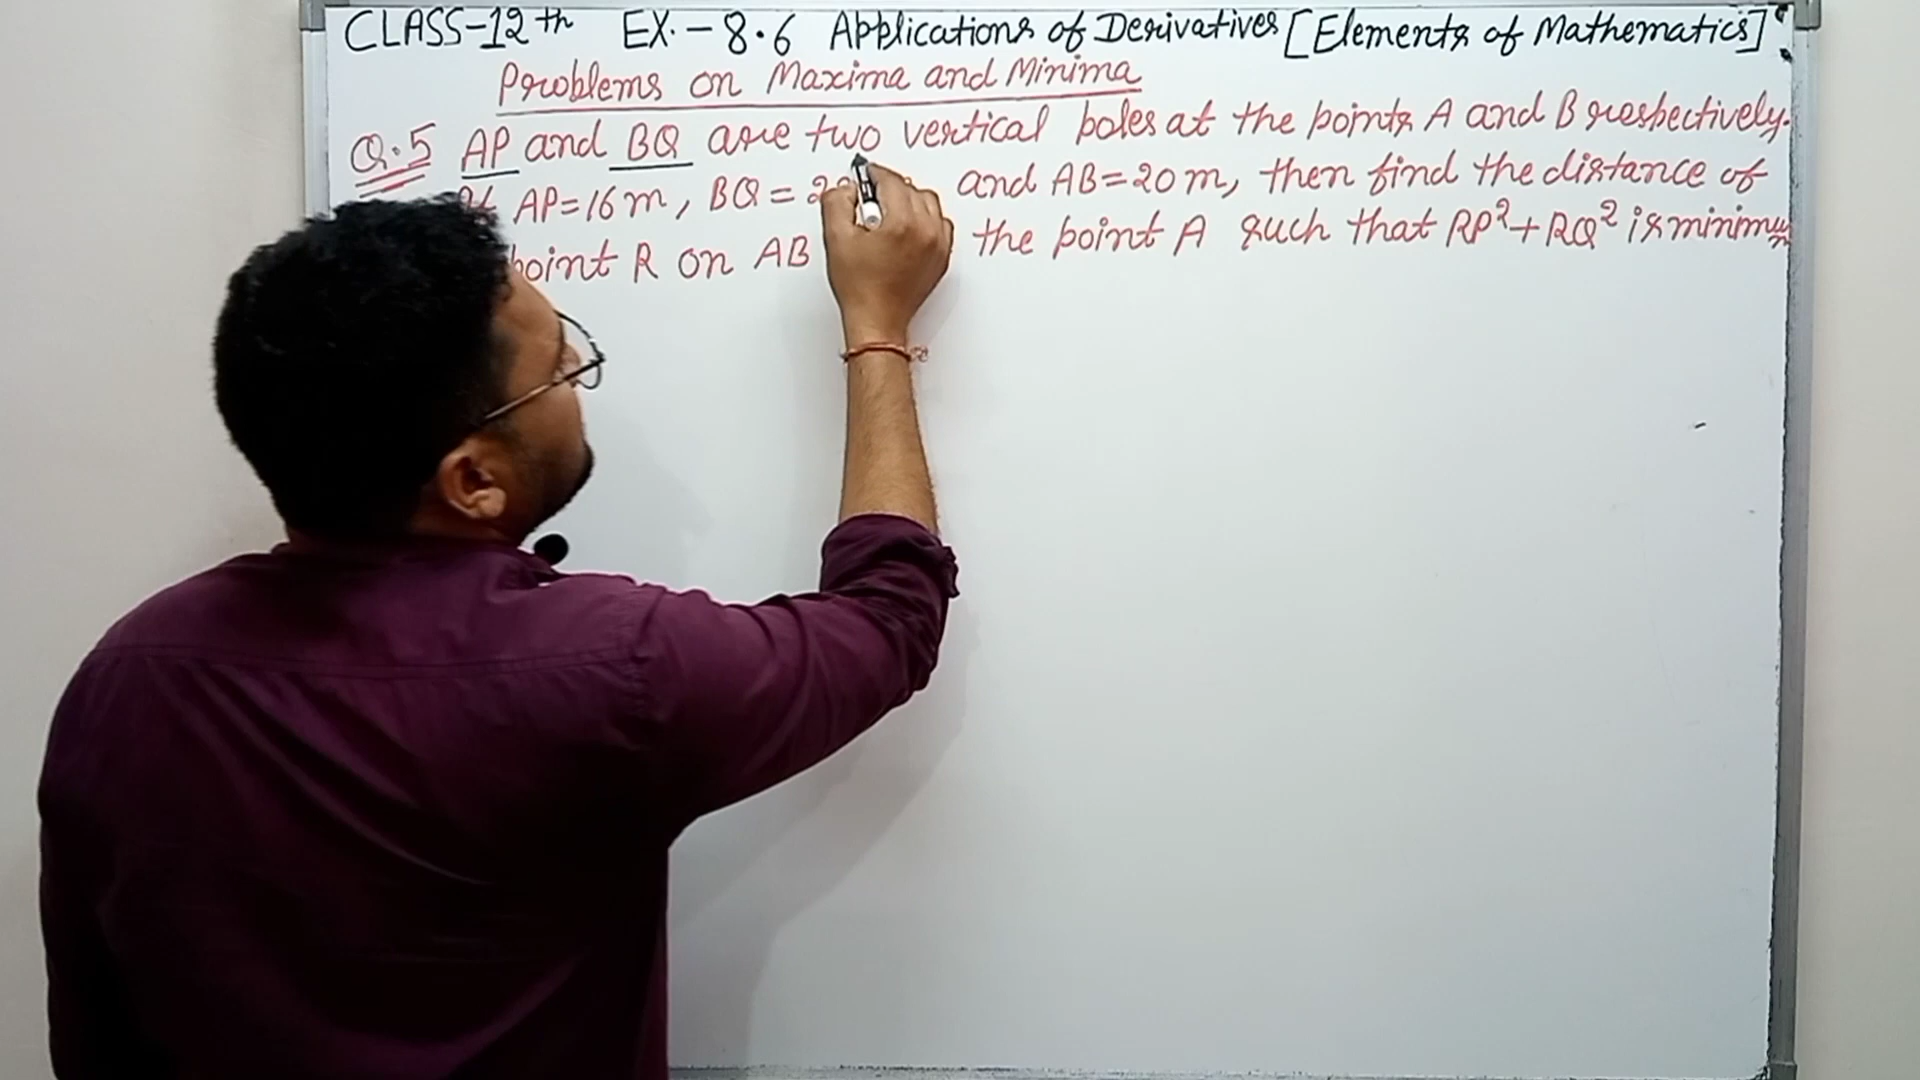 CLASS-12th EX.-8.6 Applications of Derivatives [Elements of Mathematics]
Problems on Maxima and Minima
Q.5 AP and BQ are two vertical poles at the points A and B respectively.
If AP=16m, BQ=2 and AB=20m, then find the distance of
point R on AB the point A such that RP²+RQ² is minimum